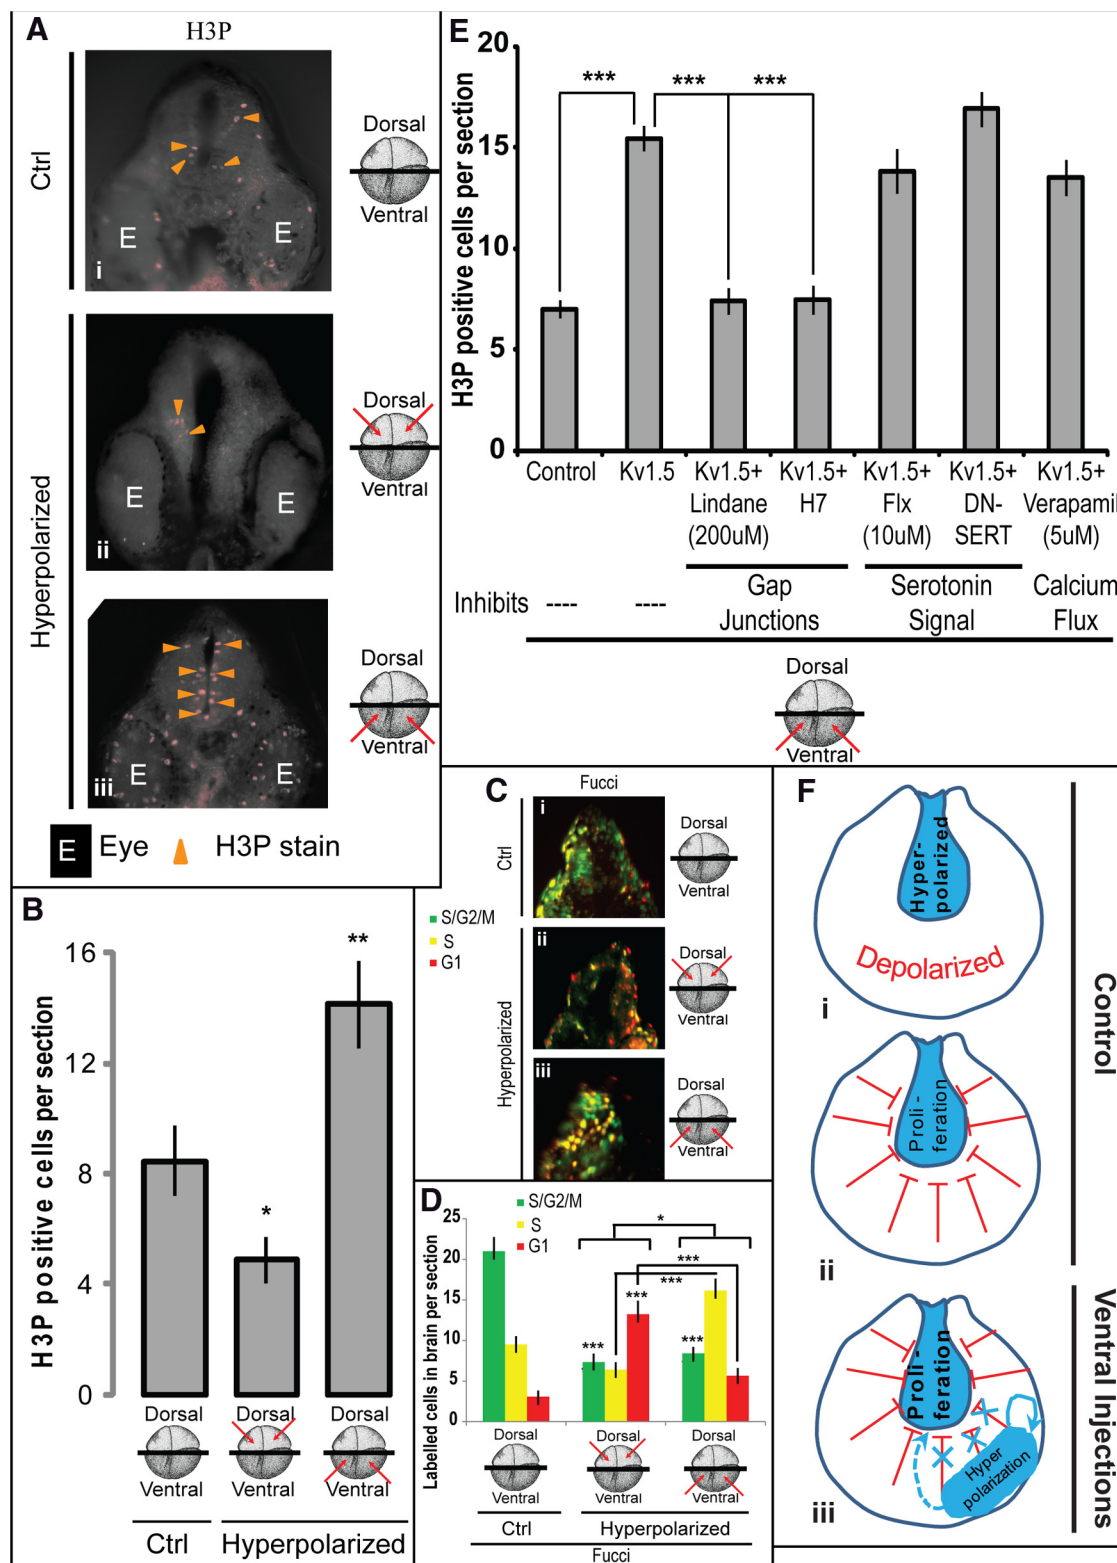 A
H3P
Ctrl
Dorsal
Ventral
E
E
i
Hyperpolarized
Dorsal
Ventral
E
E
ii
Dorsal
Ventral
E
E
iii
E Eye H3P stain
B
H3P positive cells per section
16
12
8
4
0
*
**
Dorsal Dorsal Dorsal
Ventral Ventral Ventral
Ctrl Hyperpolarized
E
H3P positive cells per section
20
15
10
5
0
*** *** ***
Control Kv1.5 Kv1.5+ Kv1.5+ Kv1.5+ Kv1.5+ Kv1.5+
Lindane H7 Flx DN- Verapamil
(200uM) (10uM) SERT (5uM)
Inhibits ---- ---- Gap Serotonin Calcium
Junctions Signal Flux
Dorsal
Ventral
C
Fucci
S/G2/M
S
G1
Ctrl
i
Dorsal
Ventral
Hyperpolarized
ii
Dorsal
Ventral
iii
Dorsal
Ventral
D
S/G2/M
S
G1
Labelled cells in brain per section
25
20
15
10
5
0
*
***
***
***
***
***
Dorsal Dorsal Dorsal
Ventral Ventral Ventral
Ctrl Hyperpolarized
Fucci
F
Hyper-
polarized
Depolarized
i
Proli -
feration
ii
Control
Proli -
feration
Hyper
polarization
iii
Ventral Injections